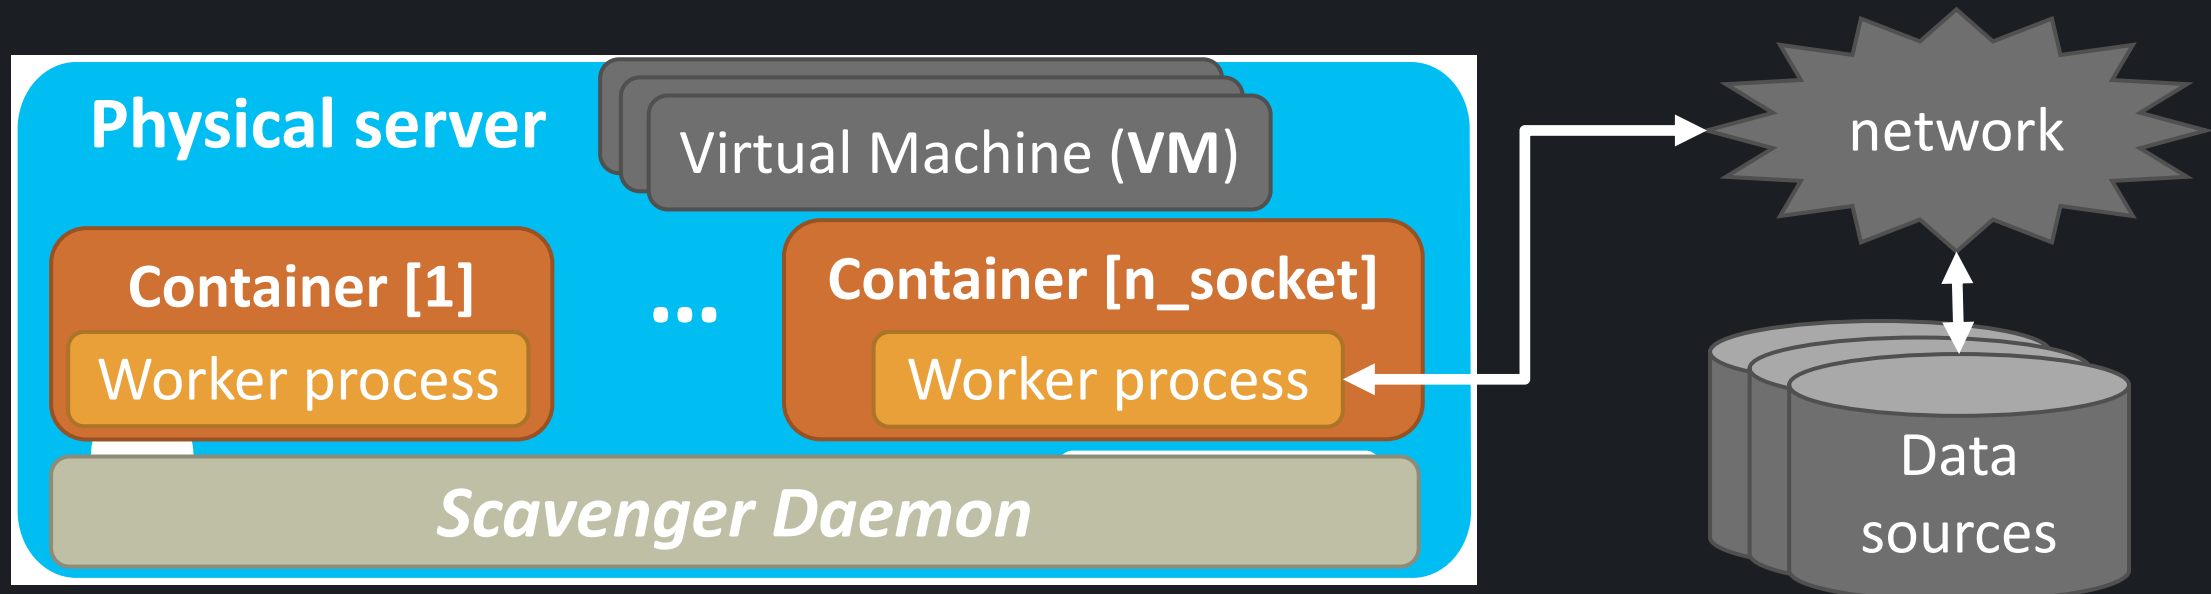 Physical server
Virtual Machine (VM)
network
Container [1]
...
Container [n_socket]
Worker process
Worker process
Scavenger Daemon
Data
sources